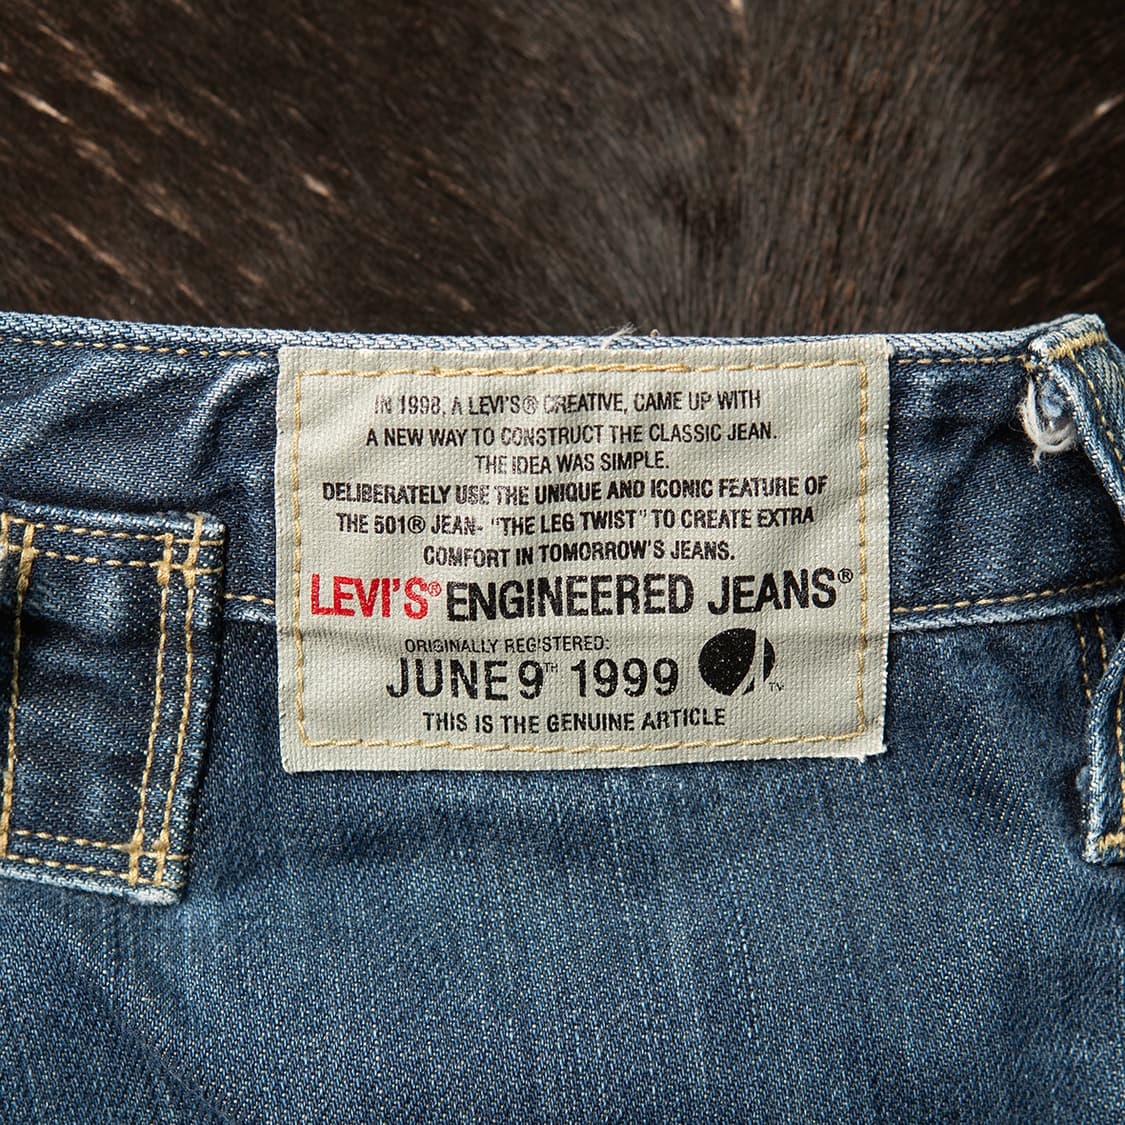 IN 1998, A LEVI'S® CREATIVE, CAME UP WITH
A NEW WAY TO CONSTRUCT THE CLASSIC JEAN.
THE IDEA WAS SIMPLE.
DELIBERATELY USE THE UNIQUE AND ICONIC FEATURE OF
THE 501® JEAN- "THE LEG TWIST" TO CREATE EXTRA
COMFORT IN TOMORROW'S JEANS.
LEVI'S® ENGINEERED JEANS®
ORIGINALLY REGISTERED:
JUNE 9TH 1999
THIS IS THE GENUINE ARTICLE